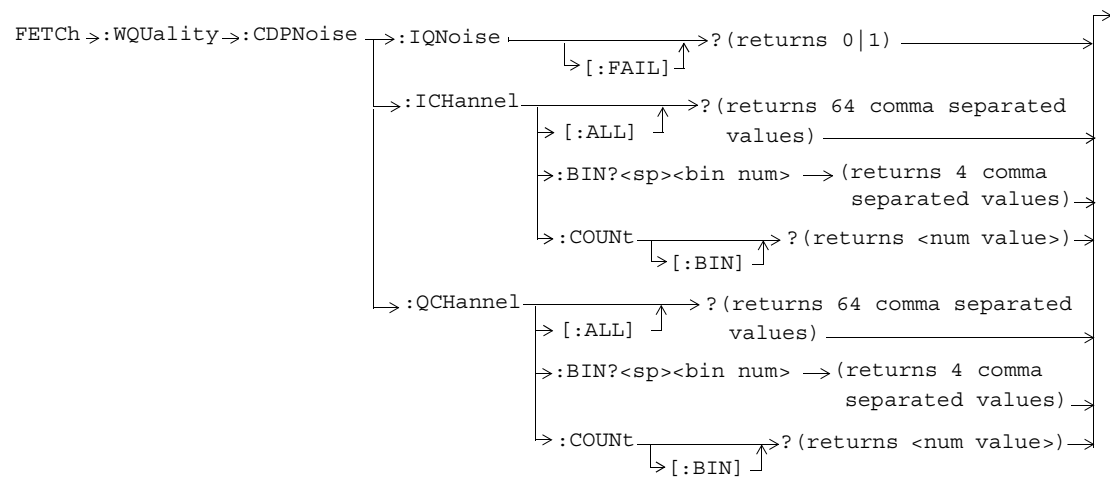 FETCh :WQUality :CDPNoise :IQNoise ?(returns 0|1)
[:FAIL]
:ICHannel ?(returns 64 comma separated
[:ALL] values)
:BIN?<sp><bin num> (returns 4 comma
separated values)
:COUNt ?(returns <num value>)
[:BIN]
:QCHannel ?(returns 64 comma separated
[:ALL] values)
:BIN?<sp><bin num> (returns 4 comma
separated values)
:COUNt ?(returns <num value>)
[:BIN]